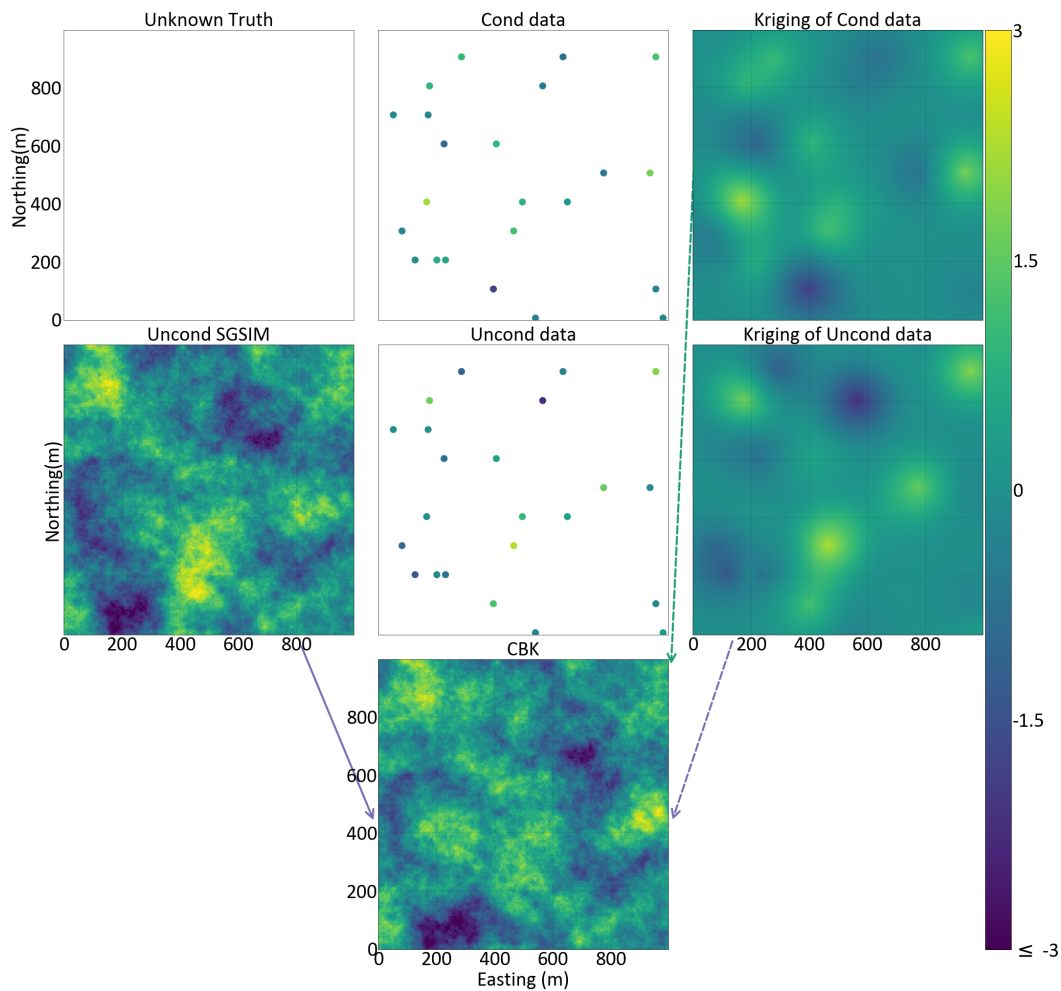 Unknown Truth
Cond data
Kriging of Cond data
3
800
600
400
200
0
Northing(m)
1.5
Uncond SGSIM
Uncond data
Kriging of Uncond data
Northing(m)
0
0 200 400 600 800
0 200 400 600 800
CBK
-1.5
800
600
400
200
0
0 200 400 600 800
Easting (m)
≤ -3